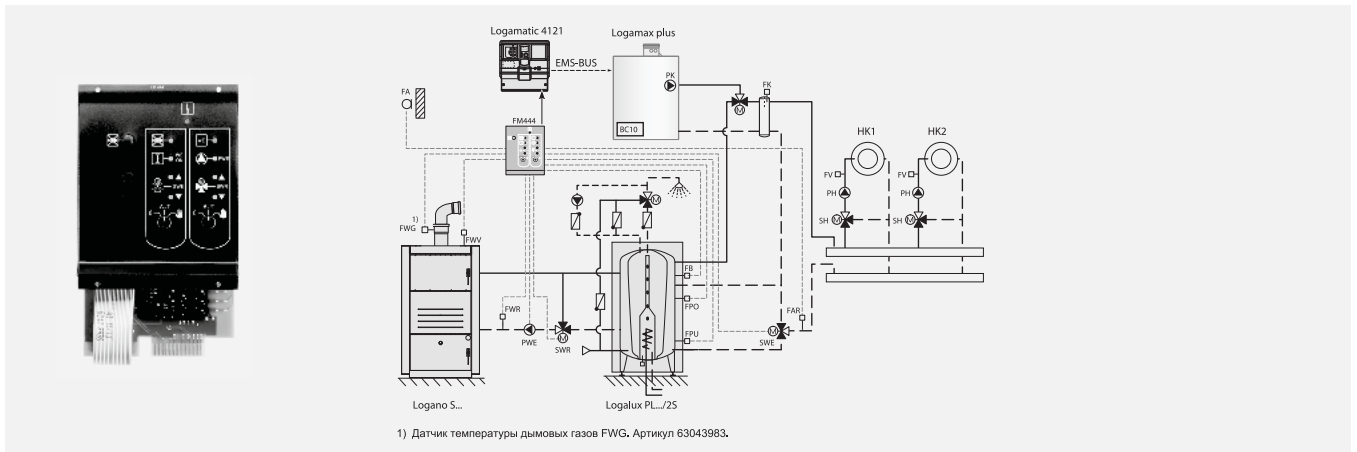 Logamatic 4121
Logamax plus
EMS-BUS
PK
FK
FA
FM444
BC10
HK1
HK2
FV
FV
PH
PH
SH
M
SH
M
M
M
1)
FWG
FWV
FB
FWR
FPO
FAR
FPU
PWE
M
SWR
M
SWE
Logano S...
Logalux PL.../2S
1) Датчик температуры дымовых газов FWG. Артикул 63043983.